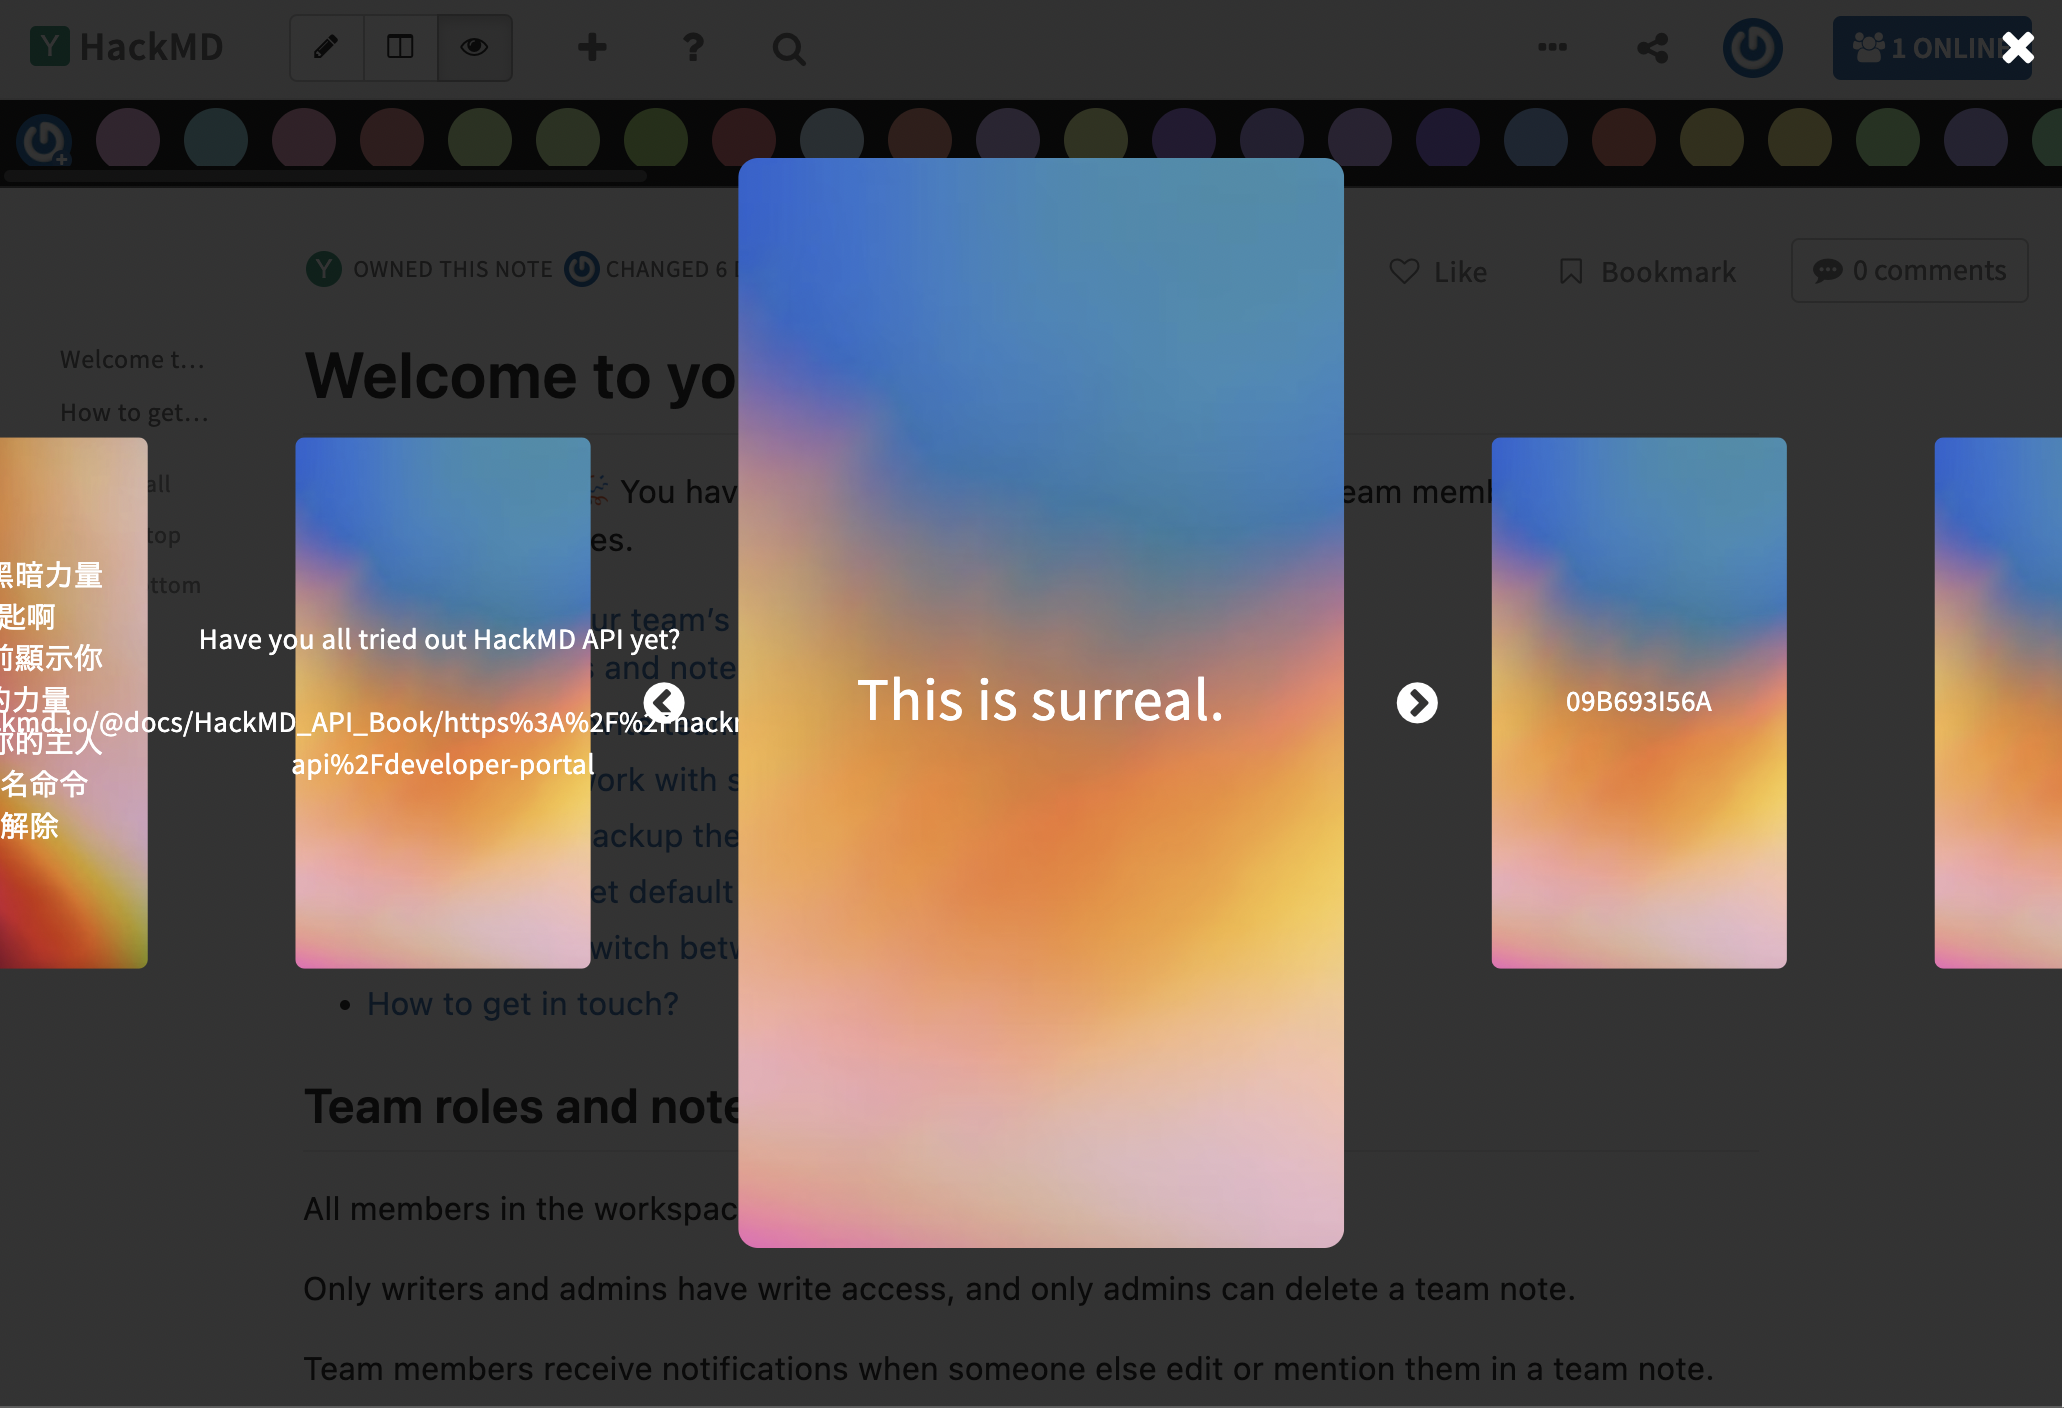 HackMD
1 ONLINE
OWNED THIS NOTE
CHANGED 6
Like
Bookmark
0 comments
Welcome t…
How to get…
all
top
ttom
Welcome to yo
You hav
eam memb
es.
ur team's
and note
ork with s
ackup the
et default
witch betw
How to get in touch?
黑暗力量
匙啊
前顯示你
的力量
你的主人
名命令
解除
Have you all tried out HackMD API yet?
kmd.io/@docs/HackMD_API_Book/https%3A%2F%2Fhackm
api%2Fdeveloper-portal
This is surreal.
09B693I56A
Team roles and note
All members in the workspac
Only writers and admins have write access, and only admins can delete a team note.
Team members receive notifications when someone else edit or mention them in a team note.